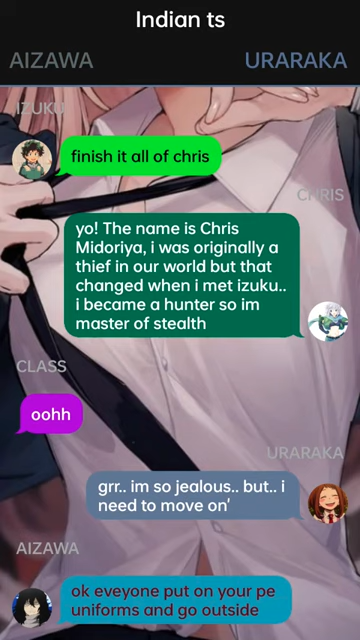 Indian ts
AIZAWA
URARAKA
IZUKU
finish it all of chris
CHRIS
yo! The name is Chris
Midoriya, i was originally a
thief in our world but that
changed when i met izuku..
i became a hunter so im
master of stealth
CLASS
oohh
URARAKA
grr.. im so jealous.. but.. i
need to move on'
AIZAWA
ok eveyone put on your pe
uniforms and go outside